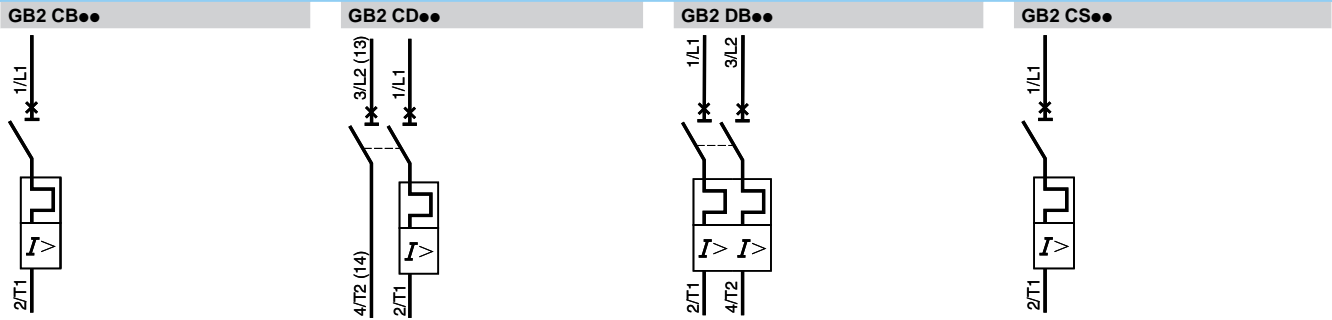 GB2 CB●●
GB2 CD●●
GB2 DB●●
GB2 CS●●
1/L1
I>
2/T1
3/L2 (13)
1/L1
I>
4/T2 (14)
2/T1
1/L1
3/L2
I> I>
2/T1
4/T2
1/L1
I>
2/T1